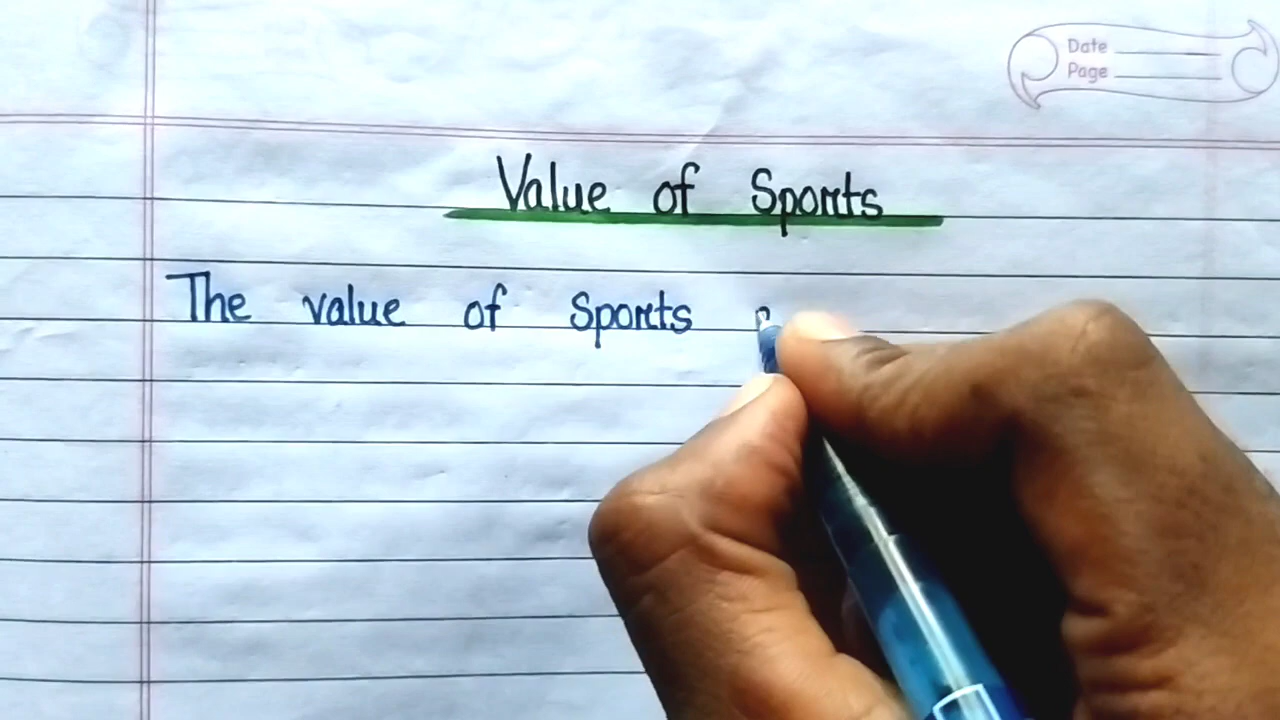 Date
Page
Value of Sports
The value of Sports